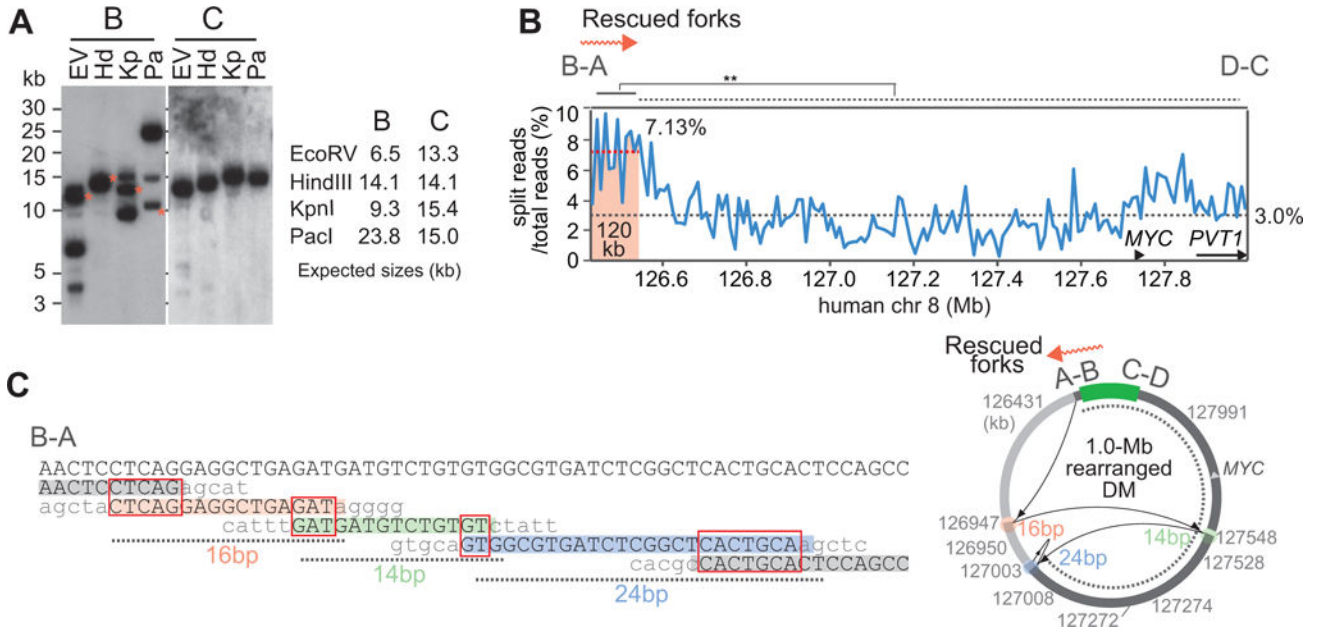 A
B C
EV Hd Kp Pa EV Hd Kp Pa
kb
30
25
20
15
10
5
3
B C
EcoRV 6.5 13.3
HindIII 14.1 14.1
KpnI 9.3 15.4
PacI 23.8 15.0
Expected sizes (kb)
B
Rescued forks
B-A D-C
**
split reads
/total reads (%)
10
8
6
4
2
0
7.13%
3.0%
120
kb
MYC PVT1
126.6 126.8 127.0 127.2 127.4 127.6 127.8
human chr 8 (Mb)
C
B-A
AACTCCTCAGGAGGCTGAGATGATGTCTGTGTGGCGTGATCTCGGCTCACTGCACTCCAGCC
AACTCCTCAGagcat
agctaCTCAGGAGGCTGAGATagggg
catttGATGATGTCTGTGTctatt
gtgcaGTGGCGTGATCTCGGCTCACTGCAagctc
cacgcCACTGCACTCCAGCC
16bp
14bp
24bp
Rescued
forks
A-B C-D
126431
(kb)
127991
1.0-Mb
rearranged
DM
MYC
126947
16bp
14bp
127548
126950
24bp
127528
127003
127008
127274
127272